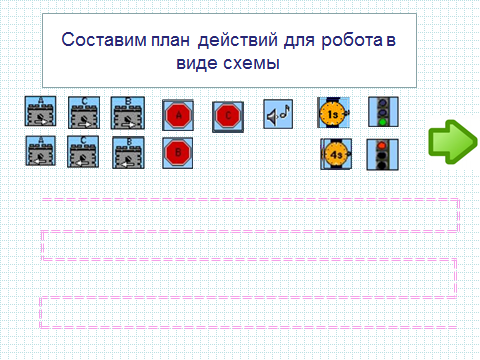 Составим план действий для робота в
виде схемы
A C B A C 1s
A C B B 4s